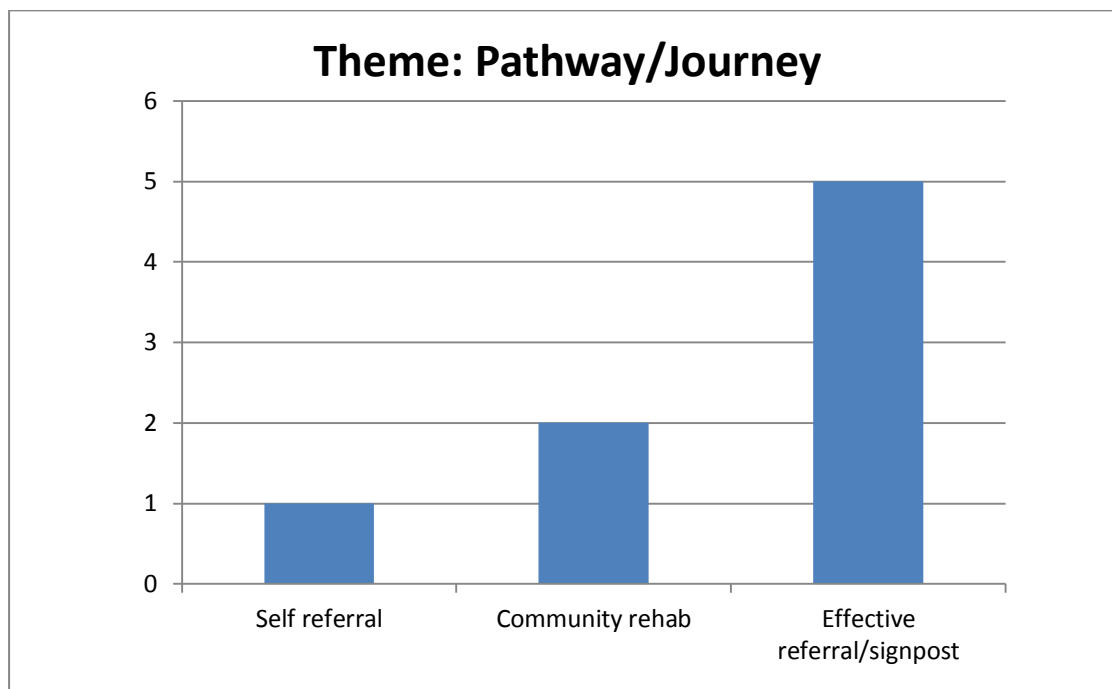 Theme: Pathway/Journey
6
5
4
3
2
1
0
Self referral
Community rehab
Effective
referral/signpost